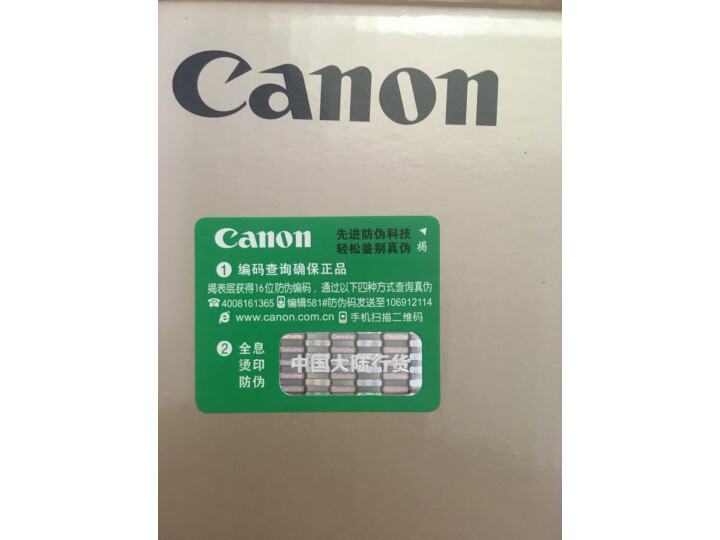 Canon
Canon
先进防伪科技
轻松鉴别真伪
揭
1 编码查询确保正品
揭表层获得16位防伪编码，通过以下四种方式查询真伪
☎4008161365 编辑581#防伪码发送至106912114
www.canon.com.cn 手机扫描二维码
2 全息
烫印
防伪
中国大陆行货